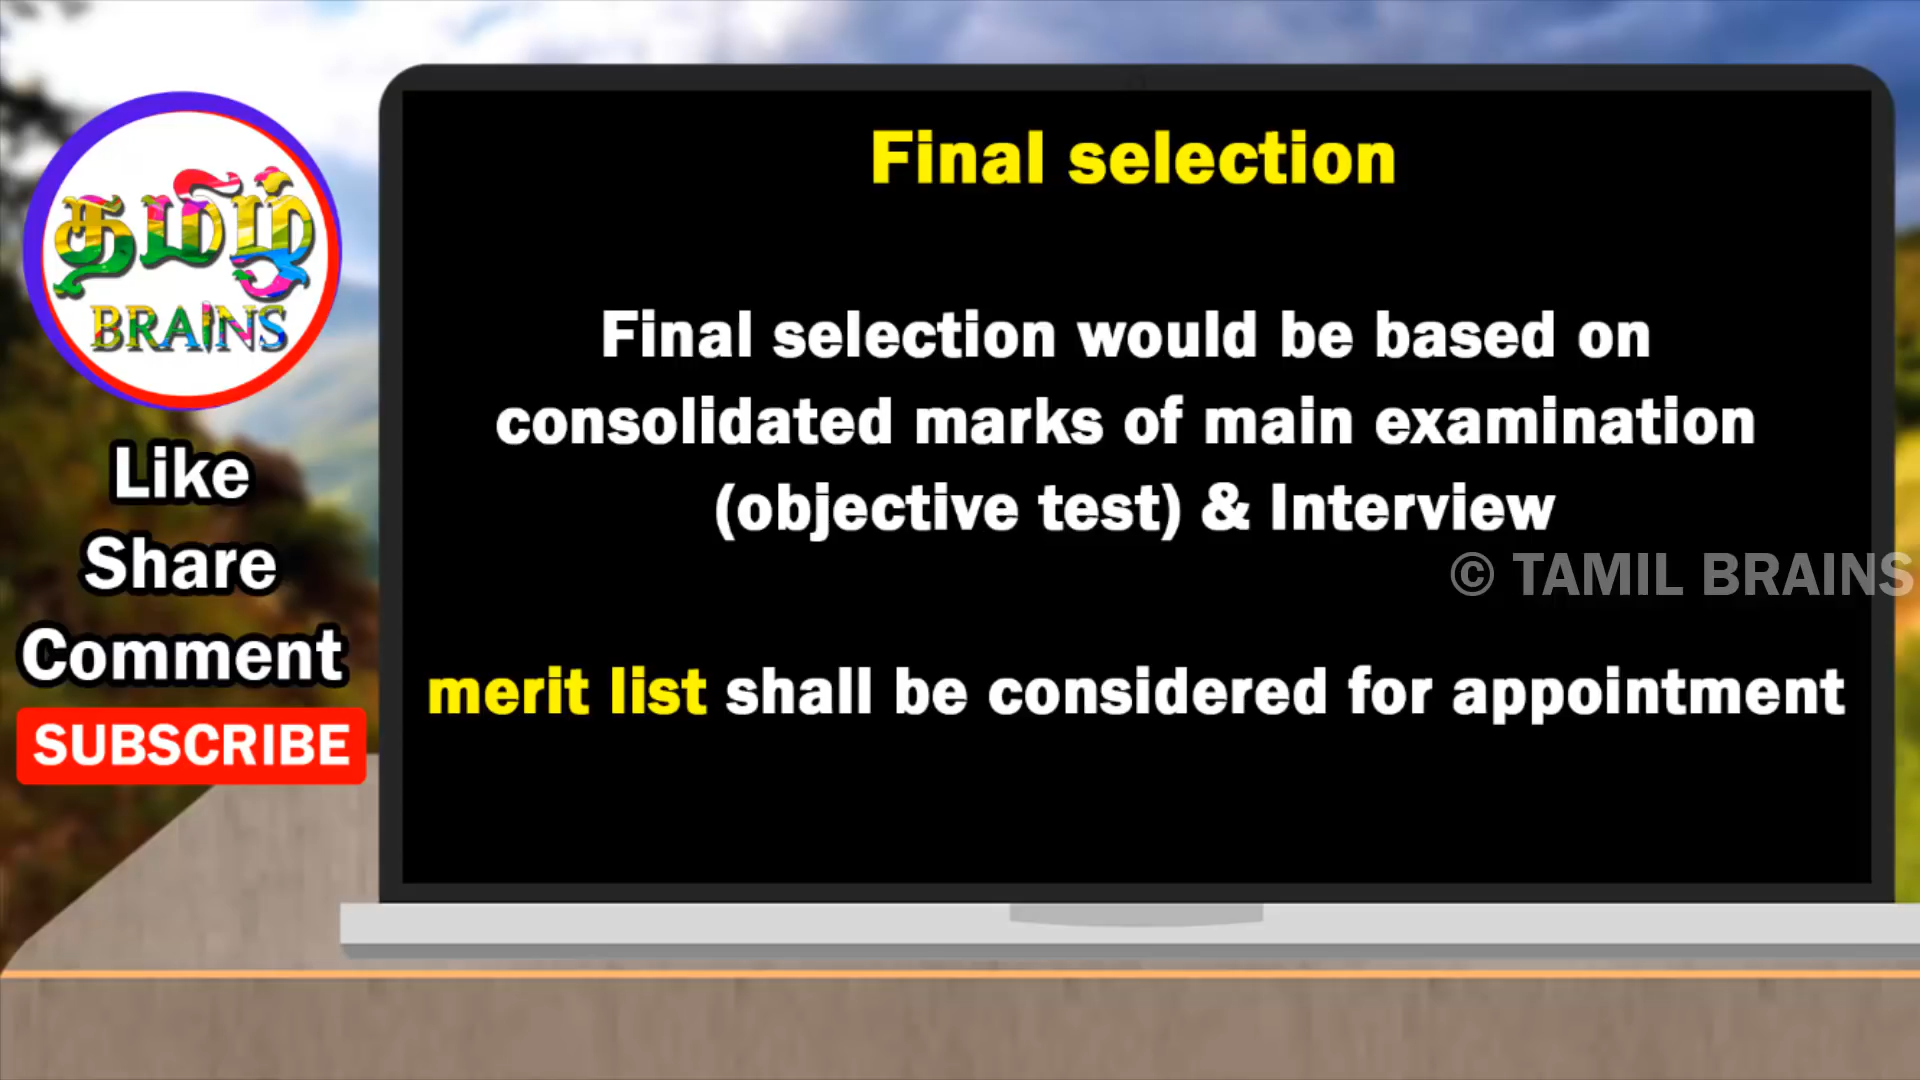 தமிழ்
BRAINS
Like
Share
Comment
SUBSCRIBE
Final selection
Final selection would be based on
consolidated marks of main examination
(objective test) & Interview
© TAMIL BRAINS
merit list shall be considered for appointment